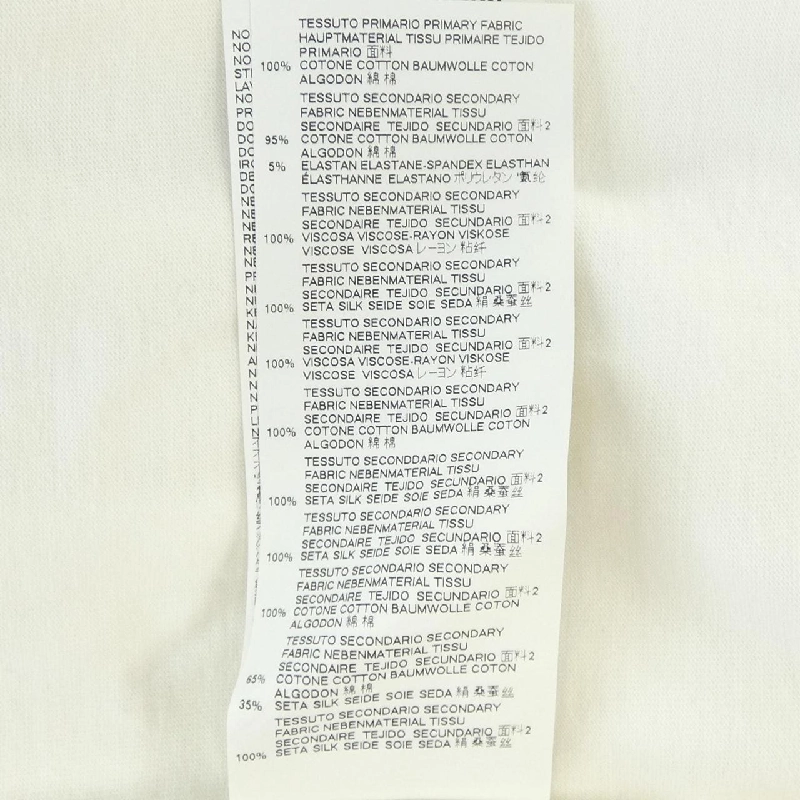 TESSUTO PRIMARIO PRIMARY FABRIC
HAUPTMATERIAL TISSU PRIMAIRE TEJIDO
PRIMARIO 面料
100% COTONE COTTON BAUMWOLLE COTON
ALGODON 綿 棉
TESSUTO SECONDARIO SECONDARY
FABRIC NEBENMATERIAL TISSU
SECONDAIRE TEJIDO SECUNDARIO 面料2
95% COTONE COTTON BAUMWOLLE COTON
ALGODON 綿 棉
5% ELASTAN ELASTANE-SPANDEX ELASTHAN
ÉLASTHANNE ELASTANO ポリウレタン 氨纶
TESSUTO SECONDARIO SECONDARY
FABRIC NEBENMATERIAL TISSU
SECONDAIRE TEJIDO SECUNDARIO 面料2
100% VISCOSA VISCOSE-RAYON VISKOSE
VISCOSE VISCOSA レーヨン 粘纤
TESSUTO SECONDARIO SECONDARY
FABRIC NEBENMATERIAL TISSU
SECONDAIRE TEJIDO SECUNDARIO 面料2
100% SETA SILK SEIDE SOIE SEDA 絹 桑蚕丝
TESSUTO SECONDARIO SECONDARY
FABRIC NEBENMATERIAL TISSU
SECONDAIRE TEJIDO SECUNDARIO 面料2
100% VISCOSA VISCOSE-RAYON VISKOSE
VISCOSE VISCOSA レーヨン 粘纤
TESSUTO SECONDARIO SECONDARY
FABRIC NEBENMATERIAL TISSU
SECONDAIRE TEJIDO SECUNDARIO 面料2
100% COTONE COTTON BAUMWOLLE COTON
ALGODON 綿 棉
TESSUTO SECONDDARIO SECONDARY
FABRIC NEBENMATERIAL TISSU
SECONDAIRE TEJIDO SECUNDARIO 面料2
100% SETA SILK SEIDE SOIE SEDA 絹 桑蚕丝
TESSUTO SECONDARIO SECONDARY
FABRIC NEBENMATERIAL TISSU
SECONDAIRE TEJIDO SECUNDARIO 面料2
100% SETA SILK SEIDE SOIE SEDA 絹 桑蚕丝
TESSUTO SECONDARIO SECONDARY
FABRIC NEBENMATERIAL TISSU
SECONDAIRE TEJIDO SECUNDARIO 面料2
100% COTONE COTTON BAUMWOLLE COTON
ALGODON 綿 棉
TESSUTO SECONDARIO SECONDARY
FABRIC NEBENMATERIAL TISSU
SECONDAIRE TEJIDO SECUNDARIO 面料2
65% COTONE COTTON BAUMWOLLE COTON
ALGODON 綿 棉
35% SETA SILK SEIDE SOIE SEDA 絹 桑蚕丝
TESSUTO SECONDARIO SECONDARY
FABRIC NEBENMATERIAL TISSU
SECONDAIRE TEJIDO SECUNDARIO 面料2
100% SETA SILK SEIDE SOIE SEDA 絹 桑蚕丝